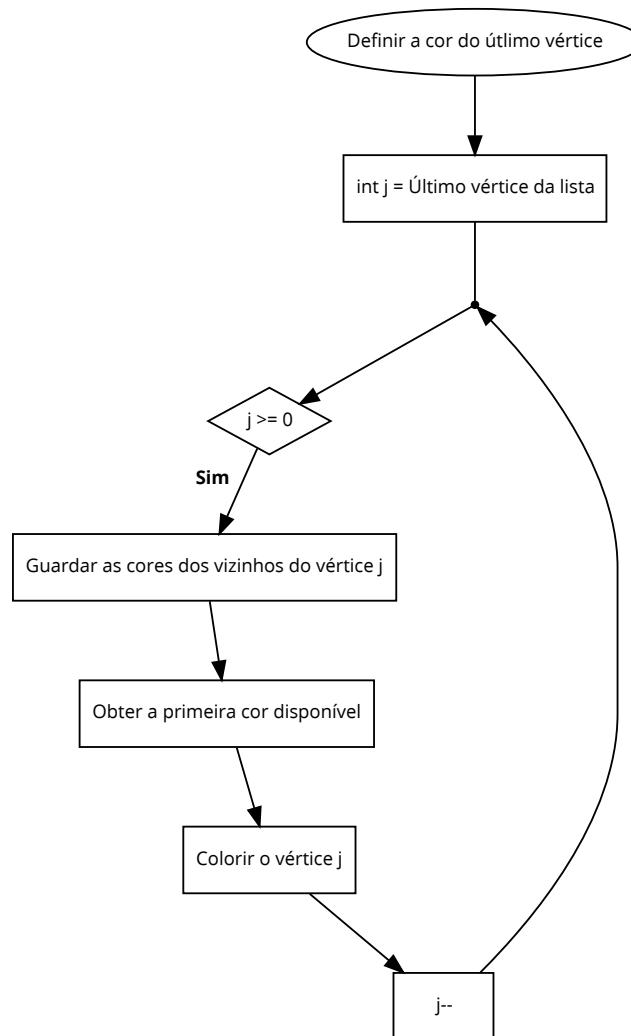 Definir a cor do útlimo vértice
int j = Último vértice da lista
j >= 0
Sim
Guardar as cores dos vizinhos do vértice j
Obter a primeira cor disponível
Colorir o vértice j
j--